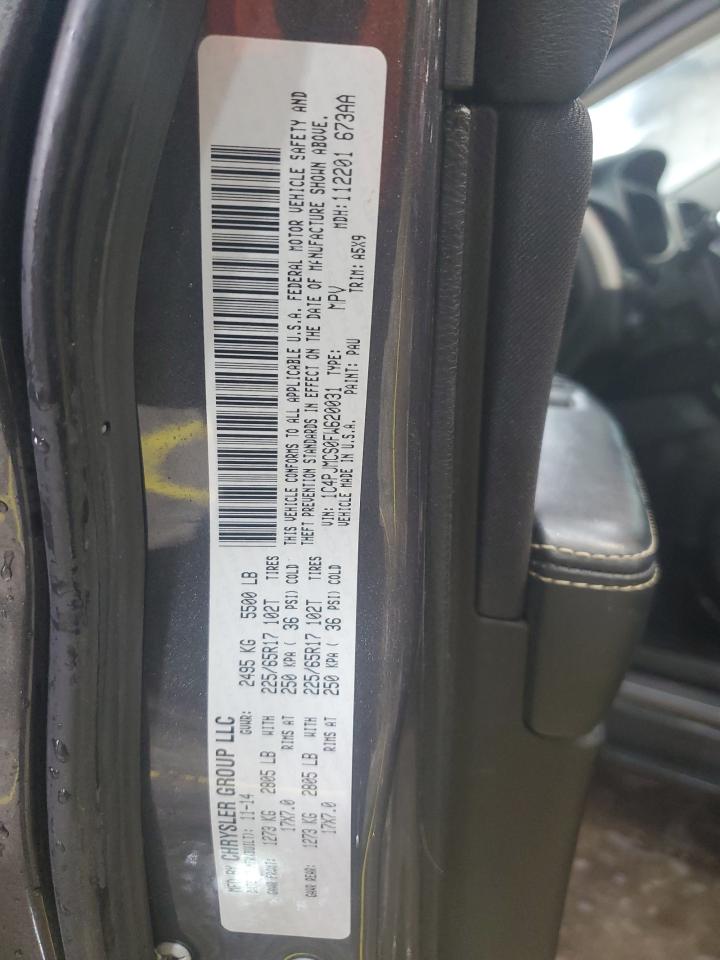 MFD BY CHRYSLER GROUP LLC
11-14 GVWR: 2495 KG 5500 LB
GAWR FRONT: 1273 KG 2805 LB WITH 225/65R17 102T TIRES
17X7.0 RIMS AT 250 KPA ( 36 PSI) COLD
GAWR REAR: 1273 KG 2805 LB WITH 225/65R17 102T TIRES
17X7.0 RIMS AT 250 KPA ( 36 PSI) COLD
THIS VEHICLE CONFORMS TO ALL APPLICABLE U.S.A. FEDERAL MOTOR VEHICLE SAFETY AND
THEFT PREVENTION STANDARDS IN EFFECT ON THE DATE OF MANUFACTURE SHOWN ABOVE.
VIN: 1C4PJMCS0FW620031 TYPE: MPV MDH: 112201 673AA
VEHICLE MADE IN U.S.A. PAINT: PAU TRIM: A5X9